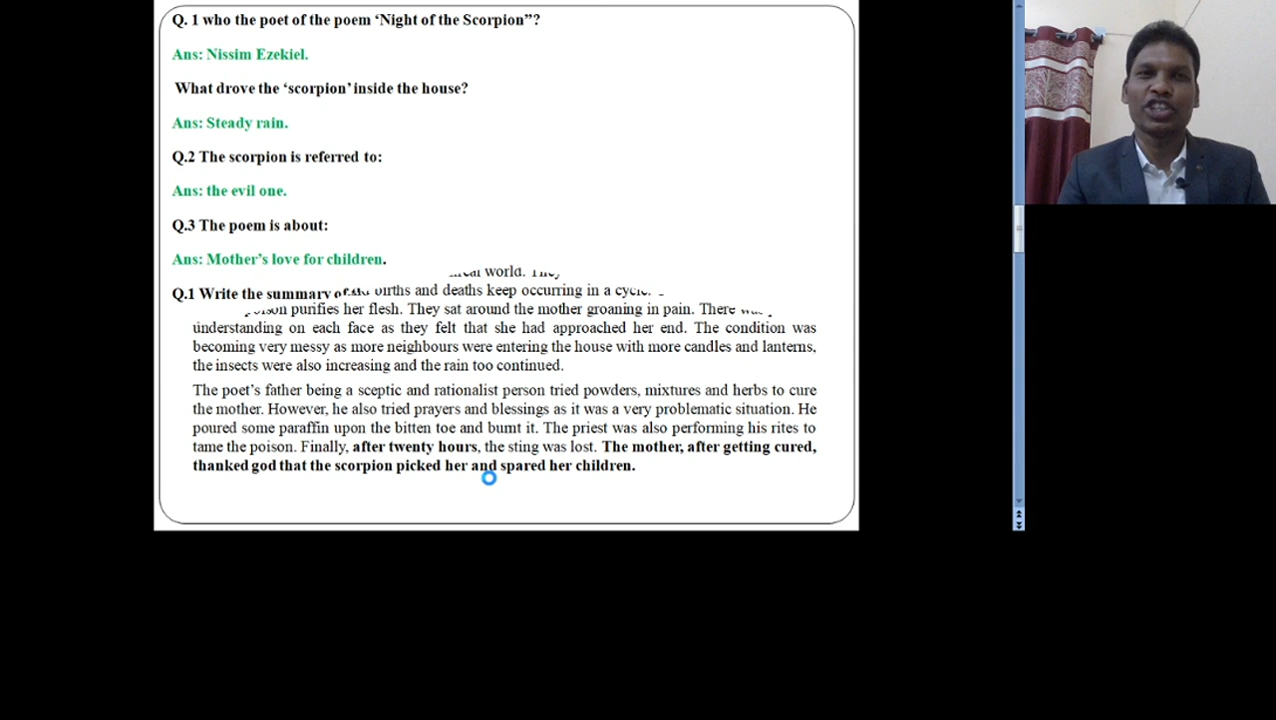 Q. 1 who the poet of the poem ‘Night of the Scorpion”?
Ans: Nissim Ezekiel.
What drove the ‘scorpion’ inside the house?
Ans: Steady rain.
Q.2 The scorpion is referred to:
Ans: the evil one.
Q.3 The poem is about:
Ans: Mother’s love for children.
world.
Q.1 Write the summary of the births and deaths keep occurring in a cycle.
purifies her flesh. They sat around the mother groaning in pain. There
understanding on each face as they felt that she had approached her end. The condition was
becoming very messy as more neighbours were entering the house with more candles and lanterns,
the insects were also increasing and the rain too continued.
The poet’s father being a sceptic and rationalist person tried powders, mixtures and herbs to cure
the mother. However, he also tried prayers and blessings as it was a very problematic situation. He
poured some paraffin upon the bitten toe and burnt it. The priest was also performing his rites to
tame the poison. Finally, after twenty hours, the sting was lost. The mother, after getting cured,
thanked god that the scorpion picked her and spared her children.